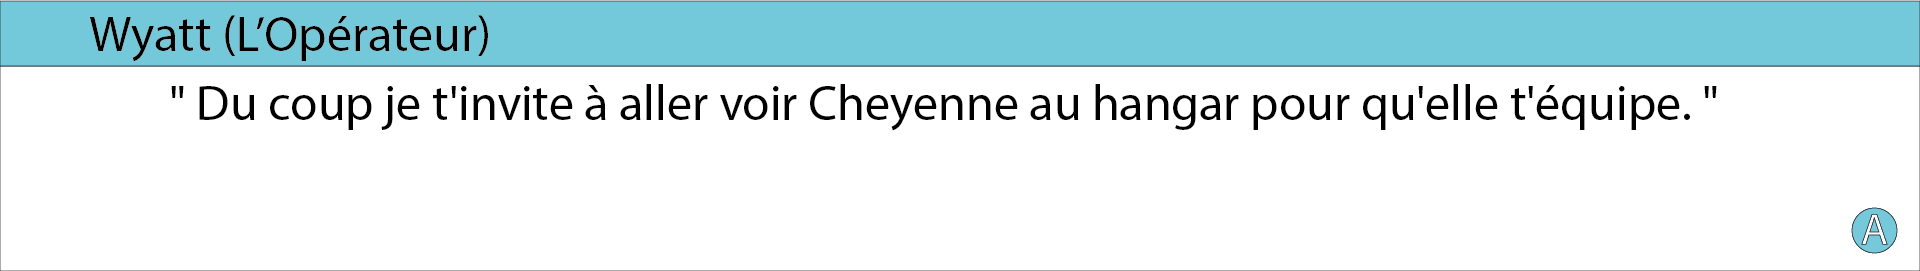 Wyatt (L’Opérateur)
" Du coup je t'invite à aller voir Cheyenne au hangar pour qu'elle t'équipe. "
A